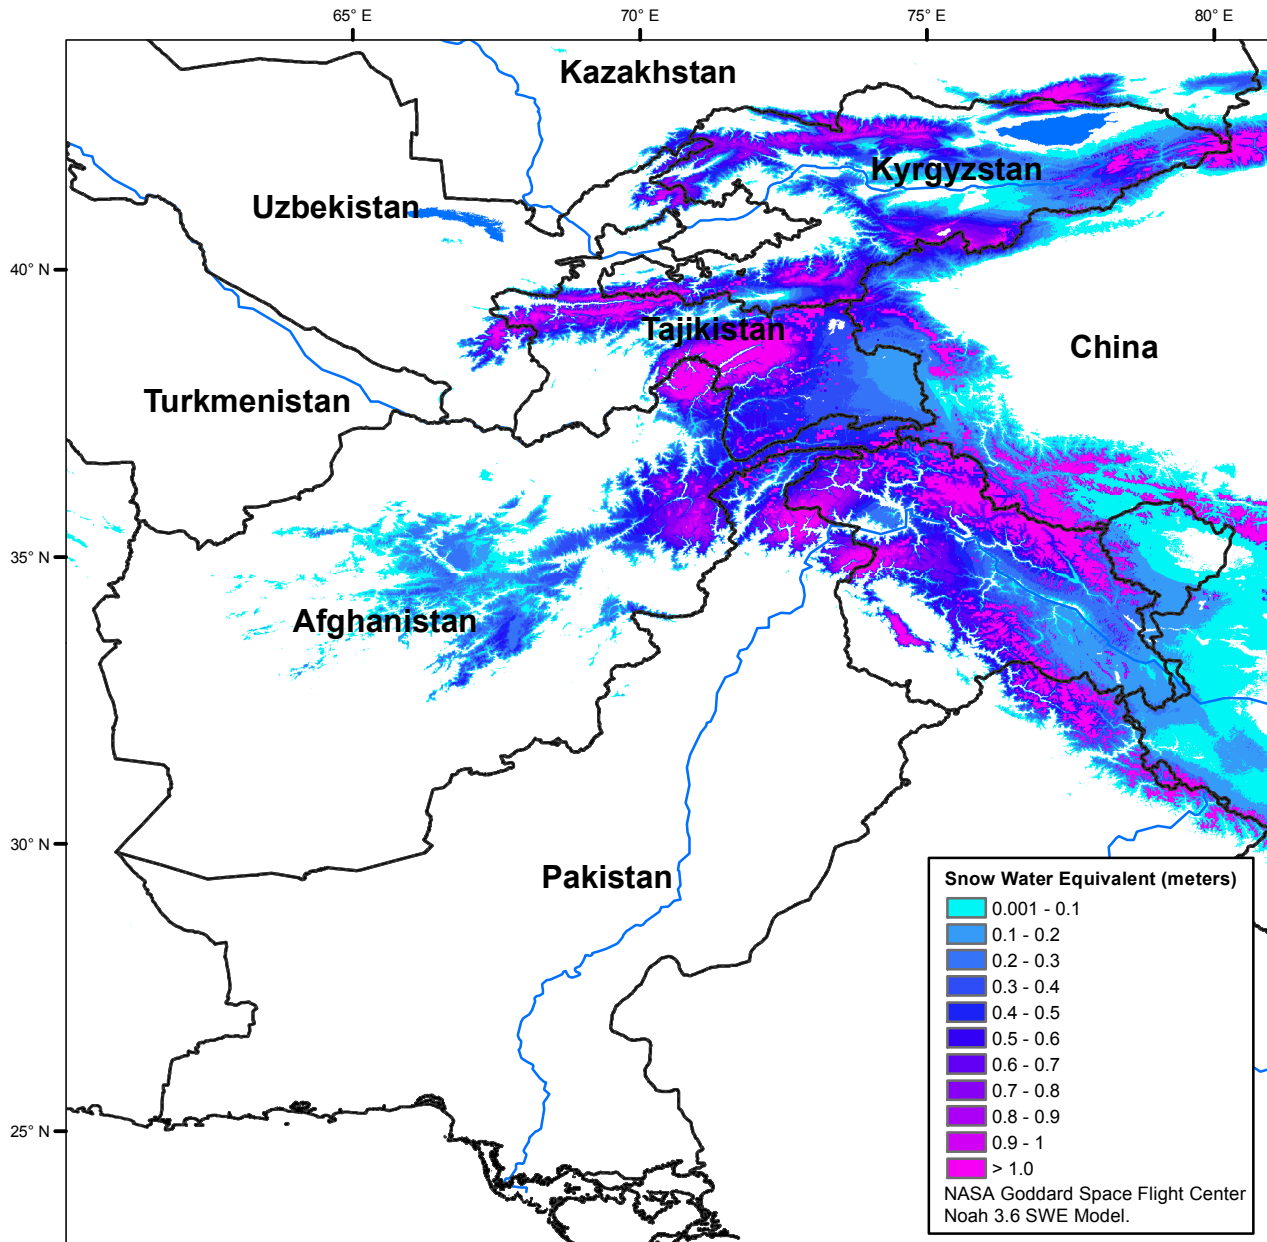 65° E
70° E
75° E
80° E
Kazakhstan
Kyrgyzstan
Uzbekistan
40° N
Tajikistan
China
Turkmenistan
35° N
Afghanistan
30° N
Pakistan
25° N
Snow Water Equivalent (meters)
0.001 - 0.1
0.1 - 0.2
0.2 - 0.3
0.3 - 0.4
0.4 - 0.5
0.5 - 0.6
0.6 - 0.7
0.7 - 0.8
0.8 - 0.9
0.9 - 1
> 1.0
NASA Goddard Space Flight Center
Noah 3.6 SWE Model.